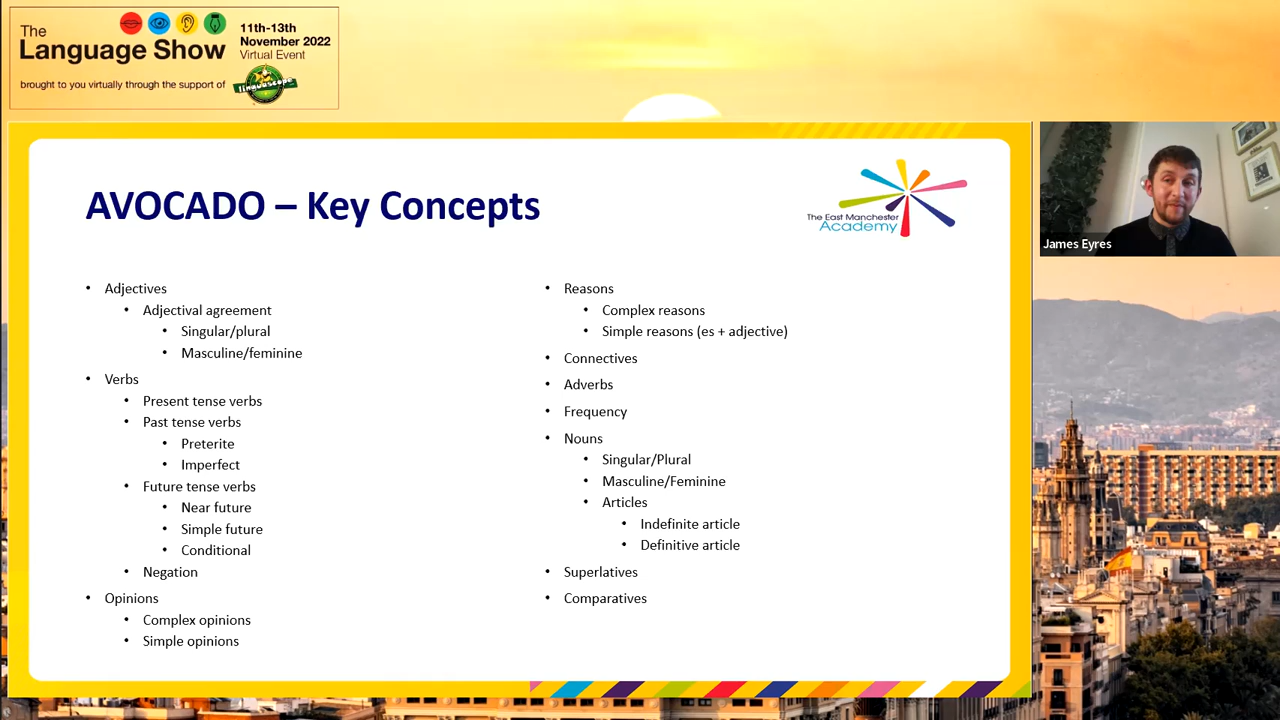 The
Language Show
11th-13th
November 2022
Virtual Event
brought to you virtually through the support of
linguascope
AVOCADO – Key Concepts
The East Manchester
Academy
• Adjectives
• Adjectival agreement
• Singular/plural
• Masculine/feminine
• Verbs
• Present tense verbs
• Past tense verbs
• Preterite
• Imperfect
• Future tense verbs
• Near future
• Simple future
• Conditional
• Negation
• Opinions
• Complex opinions
• Simple opinions
• Reasons
• Complex reasons
• Simple reasons (es + adjective)
• Connectives
• Adverbs
• Frequency
• Nouns
• Singular/Plural
• Masculine/Feminine
• Articles
• Indefinite article
• Definitive article
• Superlatives
• Comparatives
James Eyres